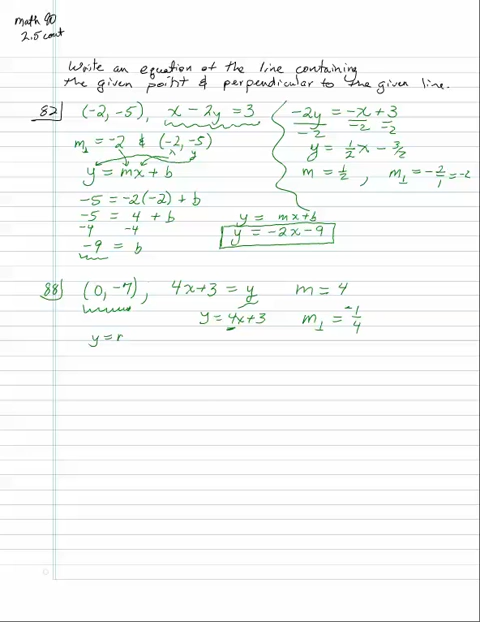 math 90
2.5 cont
Write an equation of the line containing
the given point & perpendicular to the given line.
82) (-2, -5), x - 2y = 3
m⊥ = -2 & (-2, -5)
x y
y = mx + b
-5 = -2(-2) + b
-5 = 4 + b
-4 -4
-9 = b
-2y = -x + 3
-2 -2 -2
y = 1/2 x - 3/2
m = 1/2 , m⊥ = -2/1 = -2
y = mx + b
y = -2x - 9
88) (0, -7), 4x + 3 = y m = 4
y = 4x + 3 m⊥ = -1/4
y = r